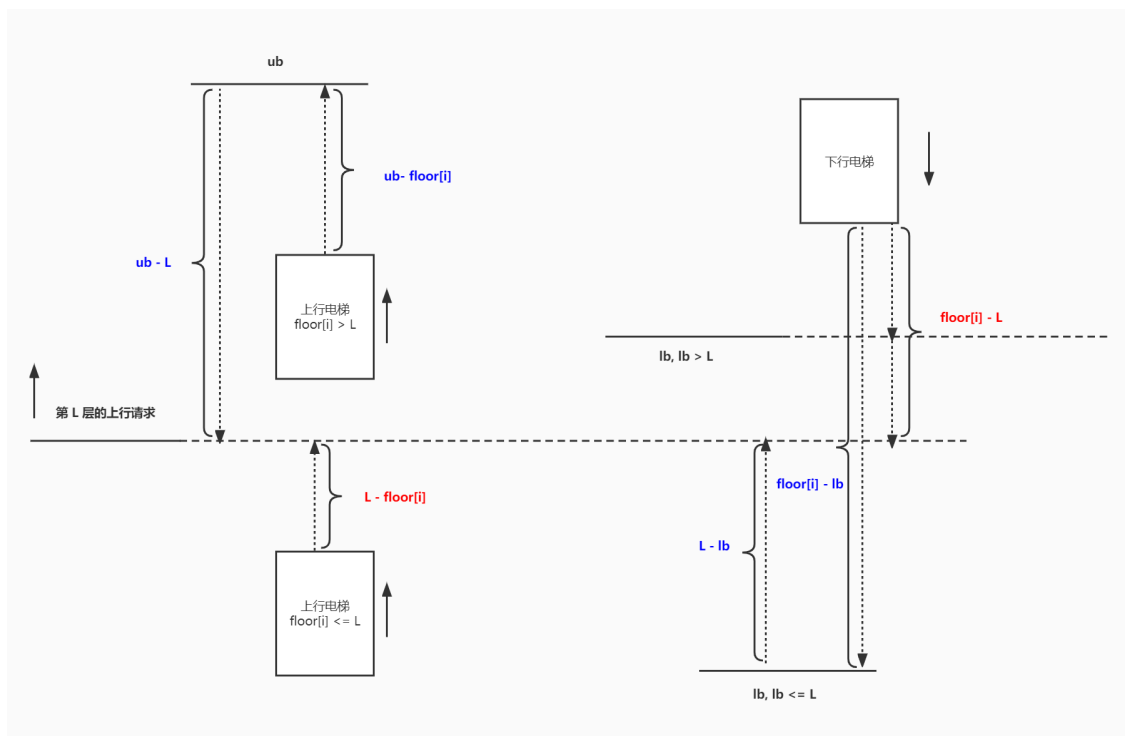 ub
ub- floor[i]
ub - L
上行电梯
floor[i] > L
第 L 层的上行请求
L - floor[i]
上行电梯
floor[i] <= L
下行电梯
floor[i] - L
lb, lb > L
floor[i] - lb
L - lb
lb, lb <= L